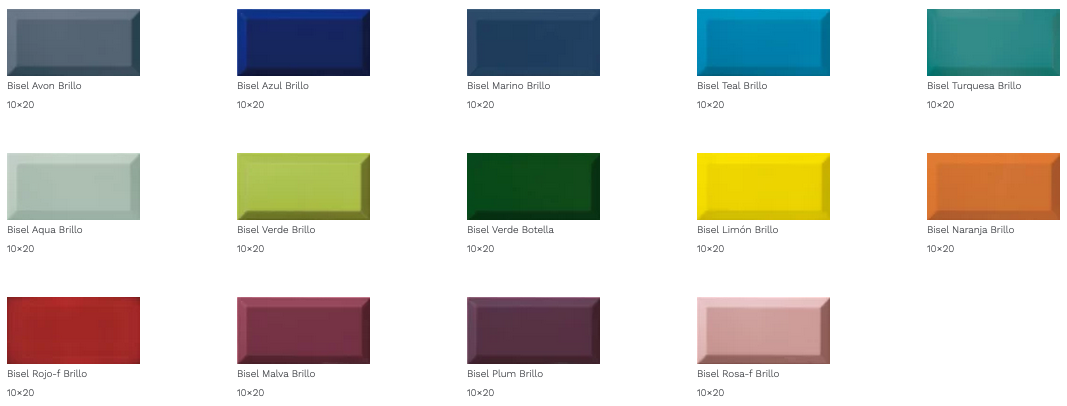 Bisel Avon Brillo
10×20
Bisel Azul Brillo
10×20
Bisel Marino Brillo
10×20
Bisel Teal Brillo
10×20
Bisel Turquesa Brillo
10×20
Bisel Aqua Brillo
10×20
Bisel Verde Brillo
10×20
Bisel Verde Botella
10×20
Bisel Limón Brillo
10×20
Bisel Naranja Brillo
10×20
Bisel Rojo-f Brillo
10×20
Bisel Malva Brillo
10×20
Bisel Plum Brillo
10×20
Bisel Rosa-f Brillo
10×20